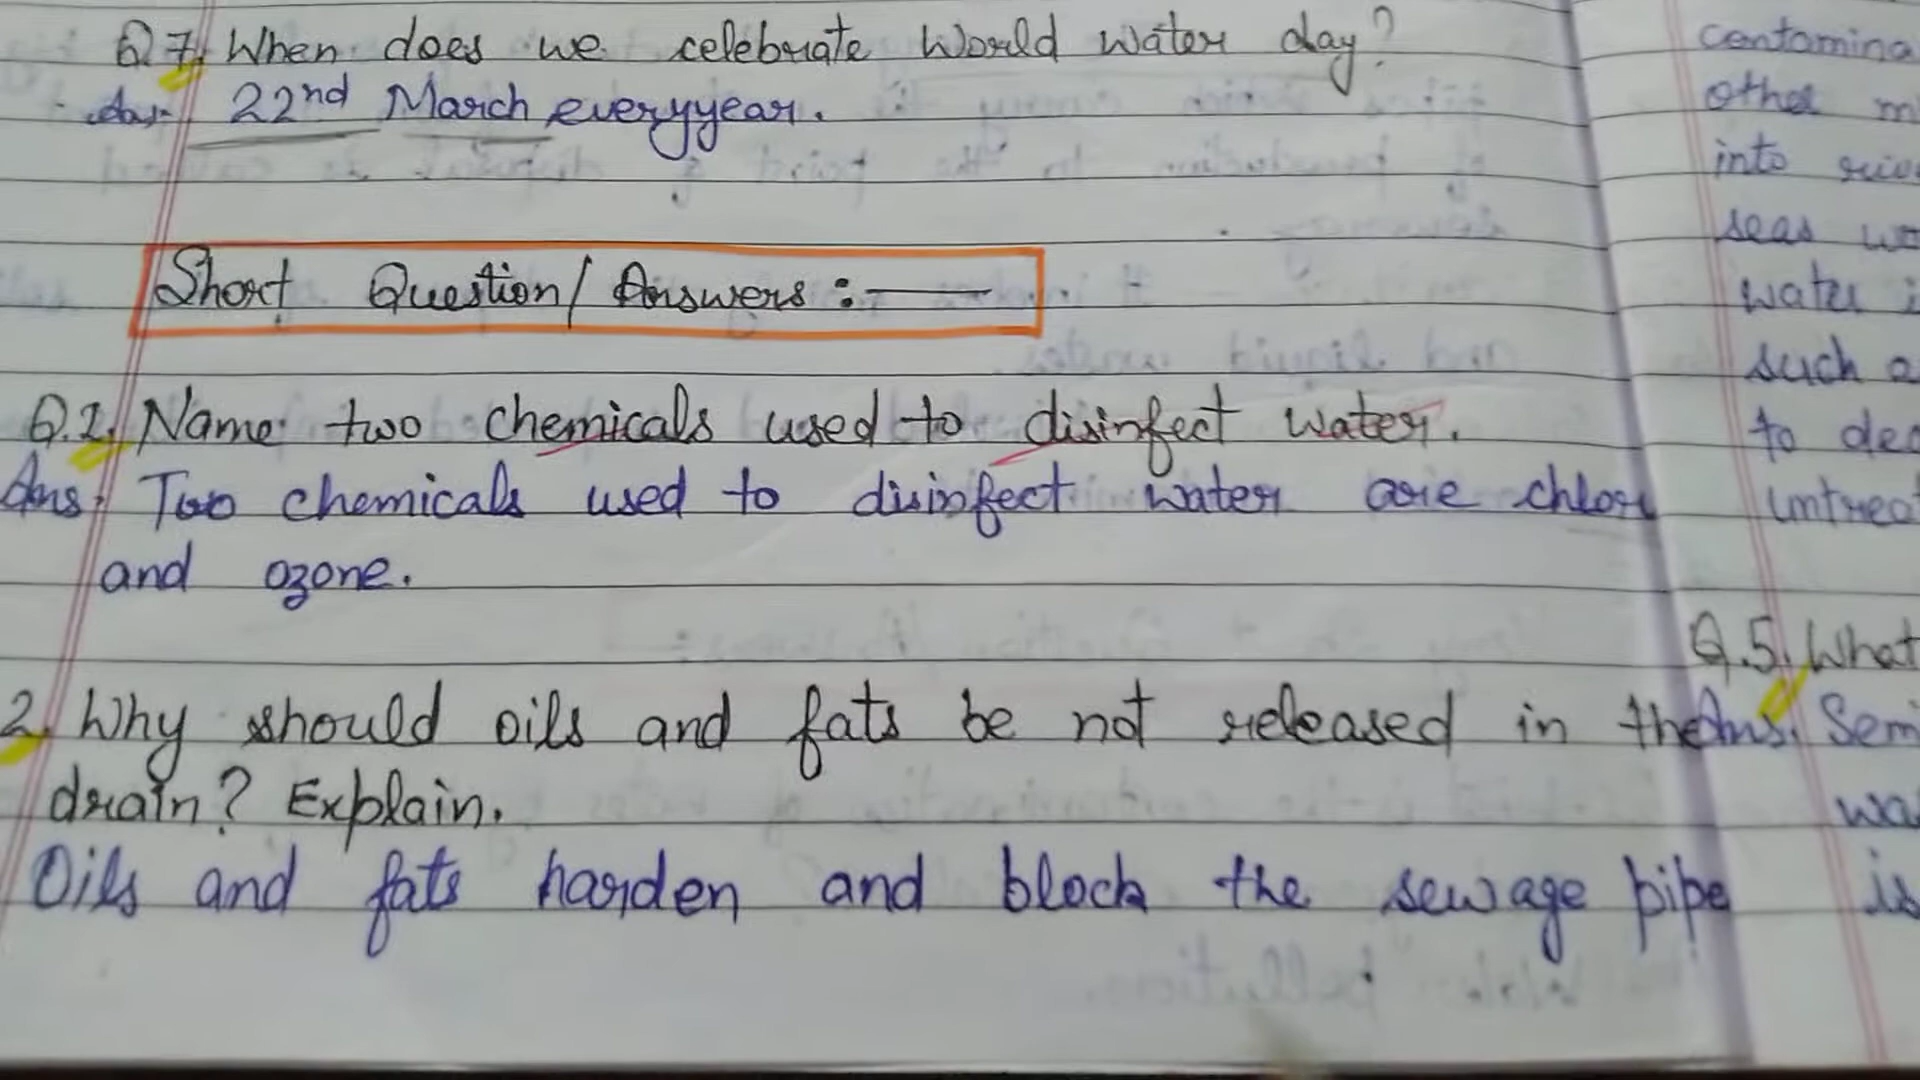 Q.7. When does we celebrate World Water day?
Ans- 22nd March everyyear.
Short Question/Answers :—
Q.1. Name two chemicals used to disinfect water.
Ans. Two chemicals used to disinfect water are chlor
and ozone.
2. Why should oils and fats be not released in the
drain? Explain.
Oils and fats harden and block the sewage pipe
contamina
other m
into
seas
water i
such a
to dec
untreat
Q.5. What
Ans. Sem
wa
is